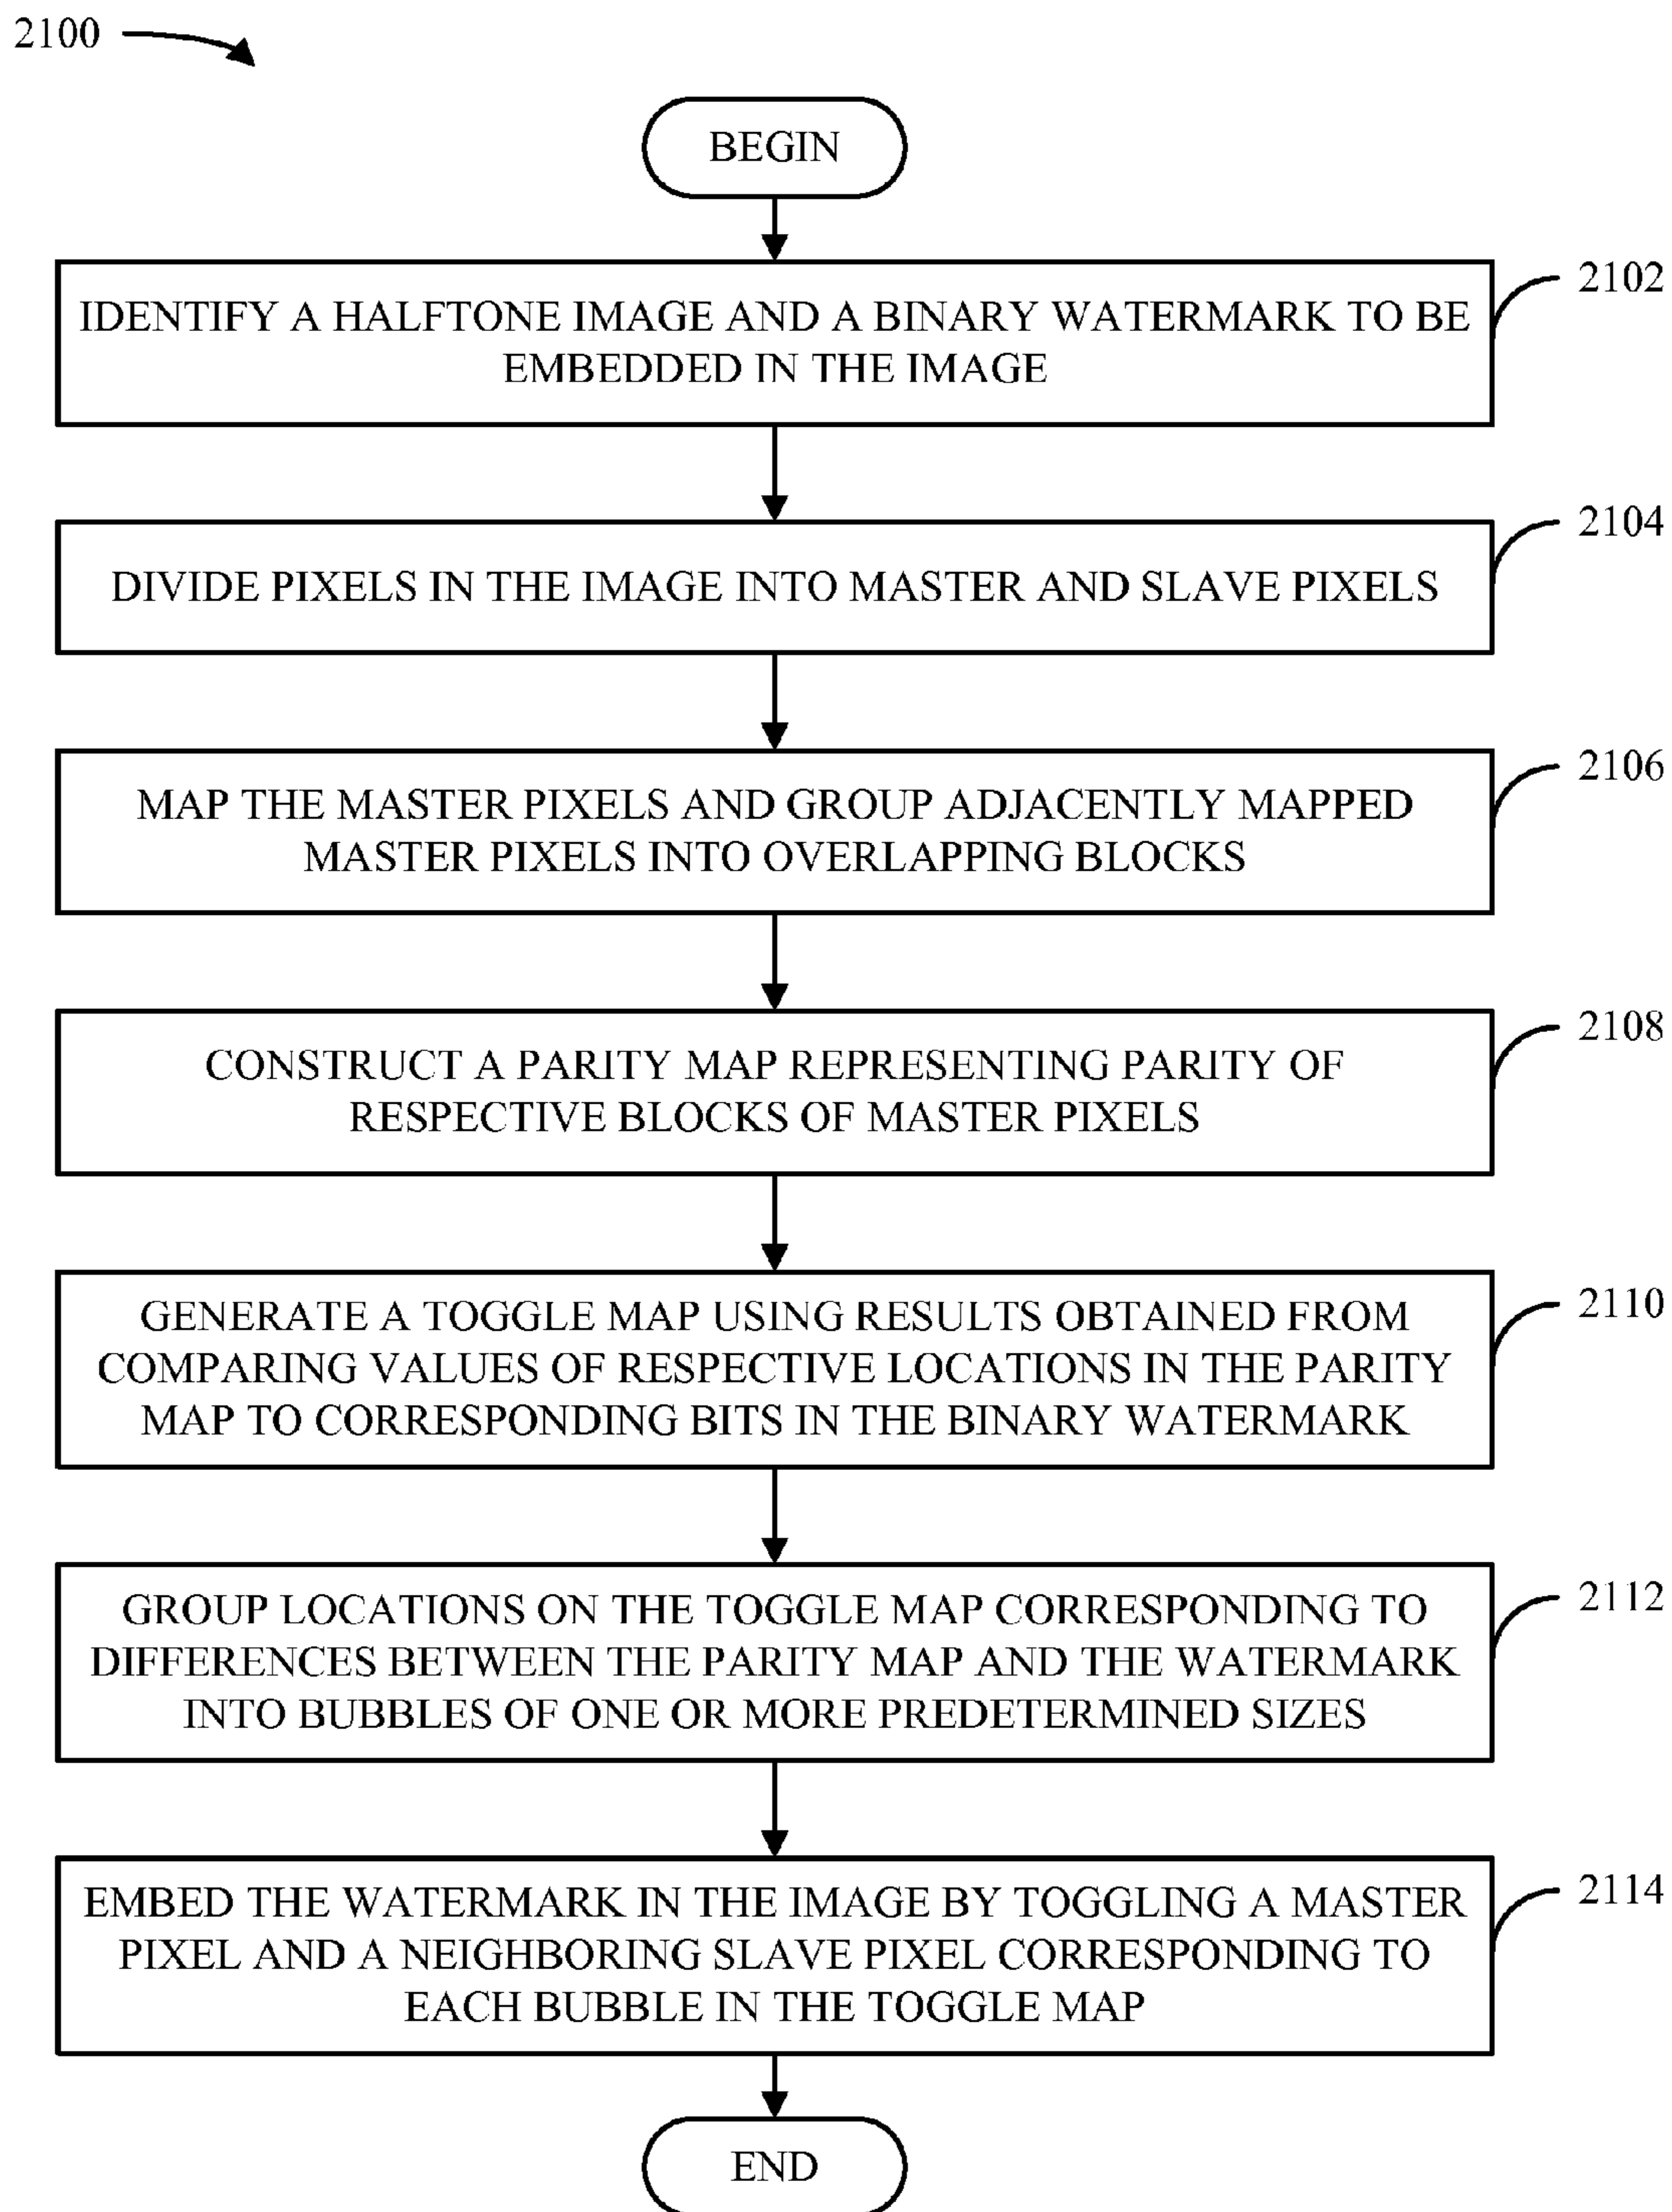 2100
BEGIN
IDENTIFY A HALFTONE IMAGE AND A BINARY WATERMARK TO BE
EMBEDDED IN THE IMAGE
2102
DIVIDE PIXELS IN THE IMAGE INTO MASTER AND SLAVE PIXELS
2104
MAP THE MASTER PIXELS AND GROUP ADJACENTLY MAPPED
MASTER PIXELS INTO OVERLAPPING BLOCKS
2106
CONSTRUCT A PARITY MAP REPRESENTING PARITY OF
RESPECTIVE BLOCKS OF MASTER PIXELS
2108
GENERATE A TOGGLE MAP USING RESULTS OBTAINED FROM
COMPARING VALUES OF RESPECTIVE LOCATIONS IN THE PARITY
MAP TO CORRESPONDING BITS IN THE BINARY WATERMARK
2110
GROUP LOCATIONS ON THE TOGGLE MAP CORRESPONDING TO
DIFFERENCES BETWEEN THE PARITY MAP AND THE WATERMARK
INTO BUBBLES OF ONE OR MORE PREDETERMINED SIZES
2112
EMBED THE WATERMARK IN THE IMAGE BY TOGGLING A MASTER
PIXEL AND A NEIGHBORING SLAVE PIXEL CORRESPONDING TO
EACH BUBBLE IN THE TOGGLE MAP
2114
END